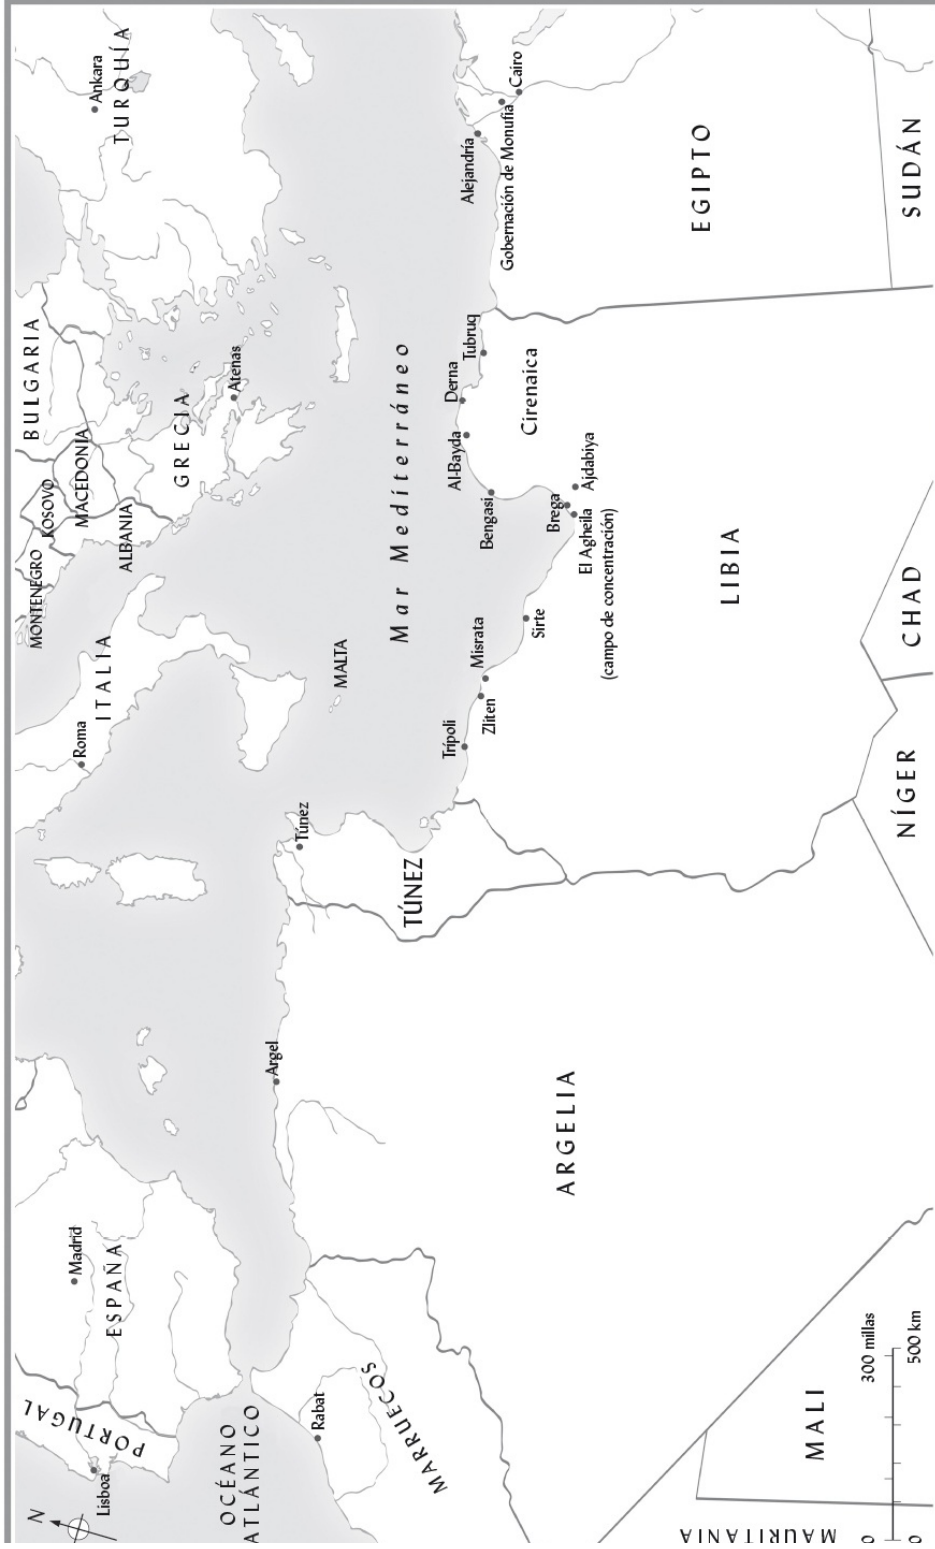 N
PORTUGAL
Lisboa
Madrid
ESPAÑA
OCÉANO
ATLÁNTICO
Rabat
MARRUECOS
MAURITANIA
MALI
0
300 millas
0
500 km
Argel
ARGELIA
Túnez
TÚNEZ
Roma
ITALIA
MALTA
MONTENEGRO
KOSOVO
MACEDONIA
ALBANIA
BULGARIA
GRECIA
Atenas
Ankara
TURQUÍA
Mar Mediterráneo
Trípoli
Zliten
Misrata
Sirte
El Agheila
(campo de concentración)
Brega
Ajdabiya
Bengasi
Al-Bayda
Derna
Tubruq
Cirenaica
LIBIA
NÍGER
CHAD
Alejandría
Gobernación de Monufia
Cairo
EGIPTO
SUDÁN